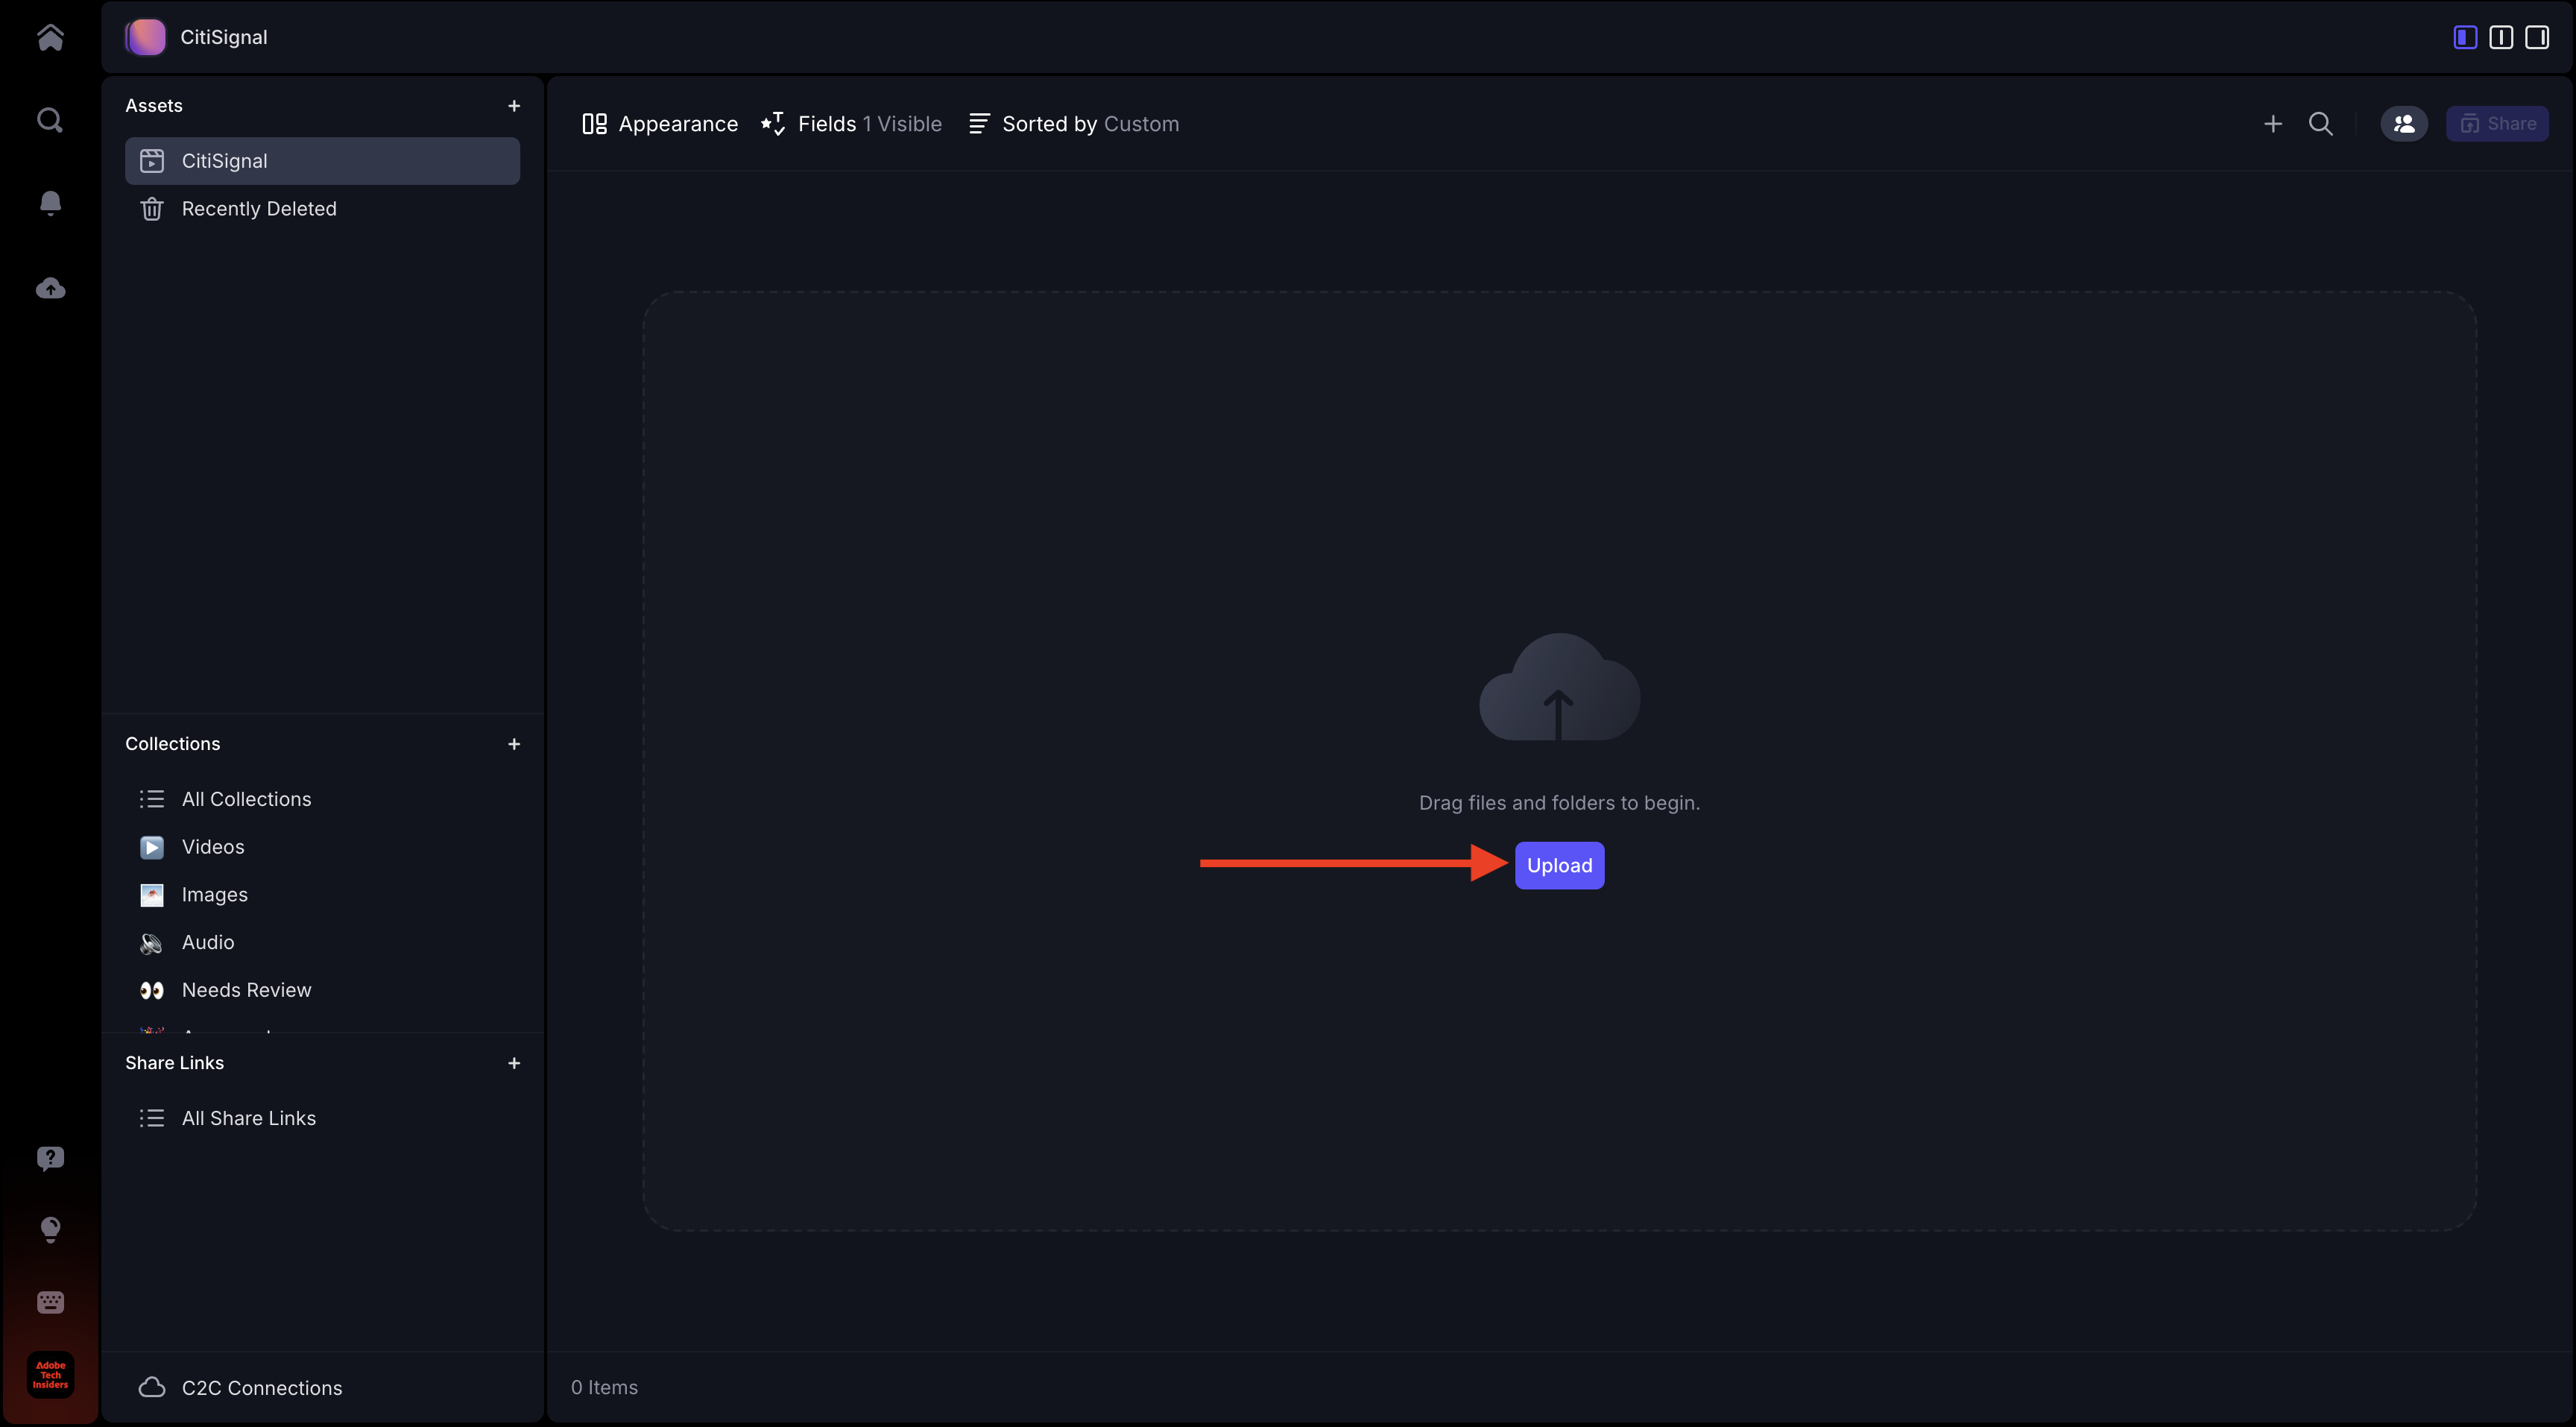 CitiSignal
Assets
CitiSignal
Recently Deleted
Collections
All Collections
Videos
Images
Audio
Needs Review
Share Links
All Share Links
C2C Connections
Adobe
Tech
Insiders
Appearance
Fields 1 Visible
Sorted by Custom
Share
Drag files and folders to begin.
Upload
0 Items